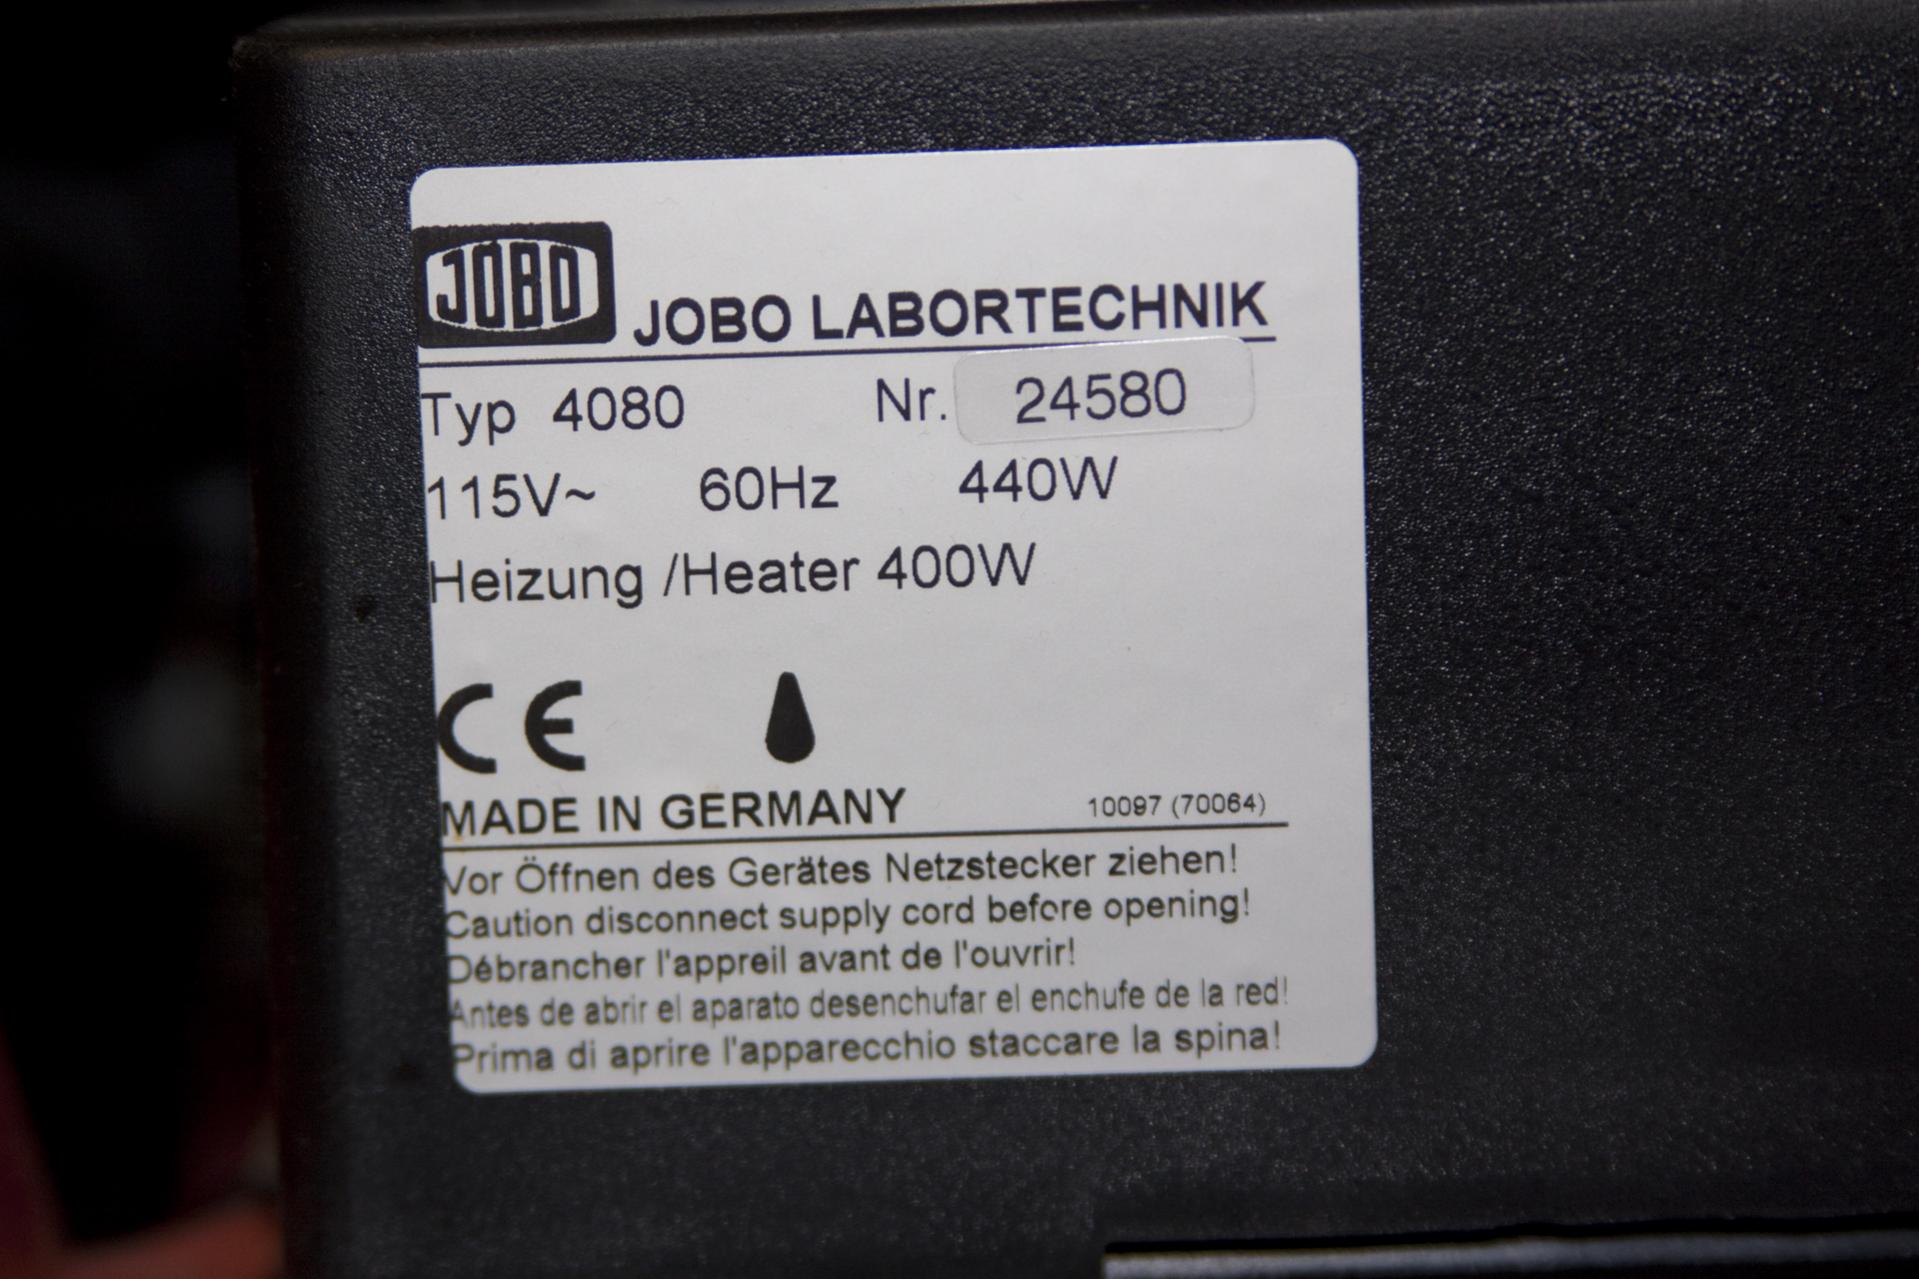 JOBO JOBO LABORTECHNIK
Typ 4080 Nr. 24580
115V~ 60Hz 440W
Heizung /Heater 400W
CE
MADE IN GERMANY 10097 (70064)
Vor Öffnen des Gerätes Netzstecker ziehen!
Caution disconnect supply cord before opening!
Débrancher l'appreil avant de l'ouvrir!
Antes de abrir el aparato desenchufar el enchufe de la red!
Prima di aprire l'apparecchio staccare la spina!